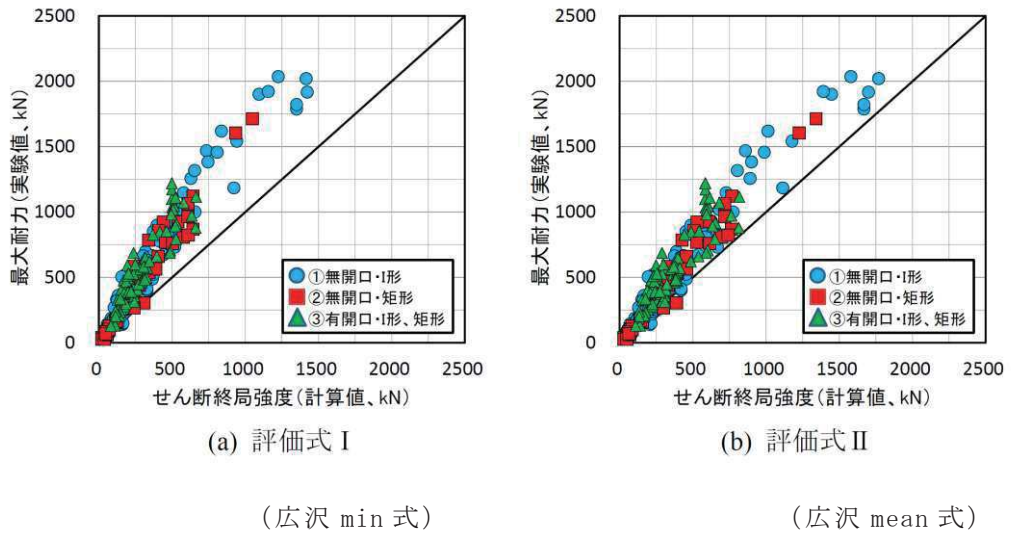 2500
2000
1500
1000
500
0
最大耐力(実験値、kN)
①無開口・I形
②無開口・矩形
③有開口・I形、矩形
0 500 1000 1500 2000 2500
せん断終局強度(計算値、kN)
(a) 評価式 I
(広沢 min 式)
2500
2000
1500
1000
500
0
最大耐力(実験値、kN)
①無開口・I形
②無開口・矩形
③有開口・I形、矩形
0 500 1000 1500 2000 2500
せん断終局強度(計算値、kN)
(b) 評価式 II
(広沢 mean 式)